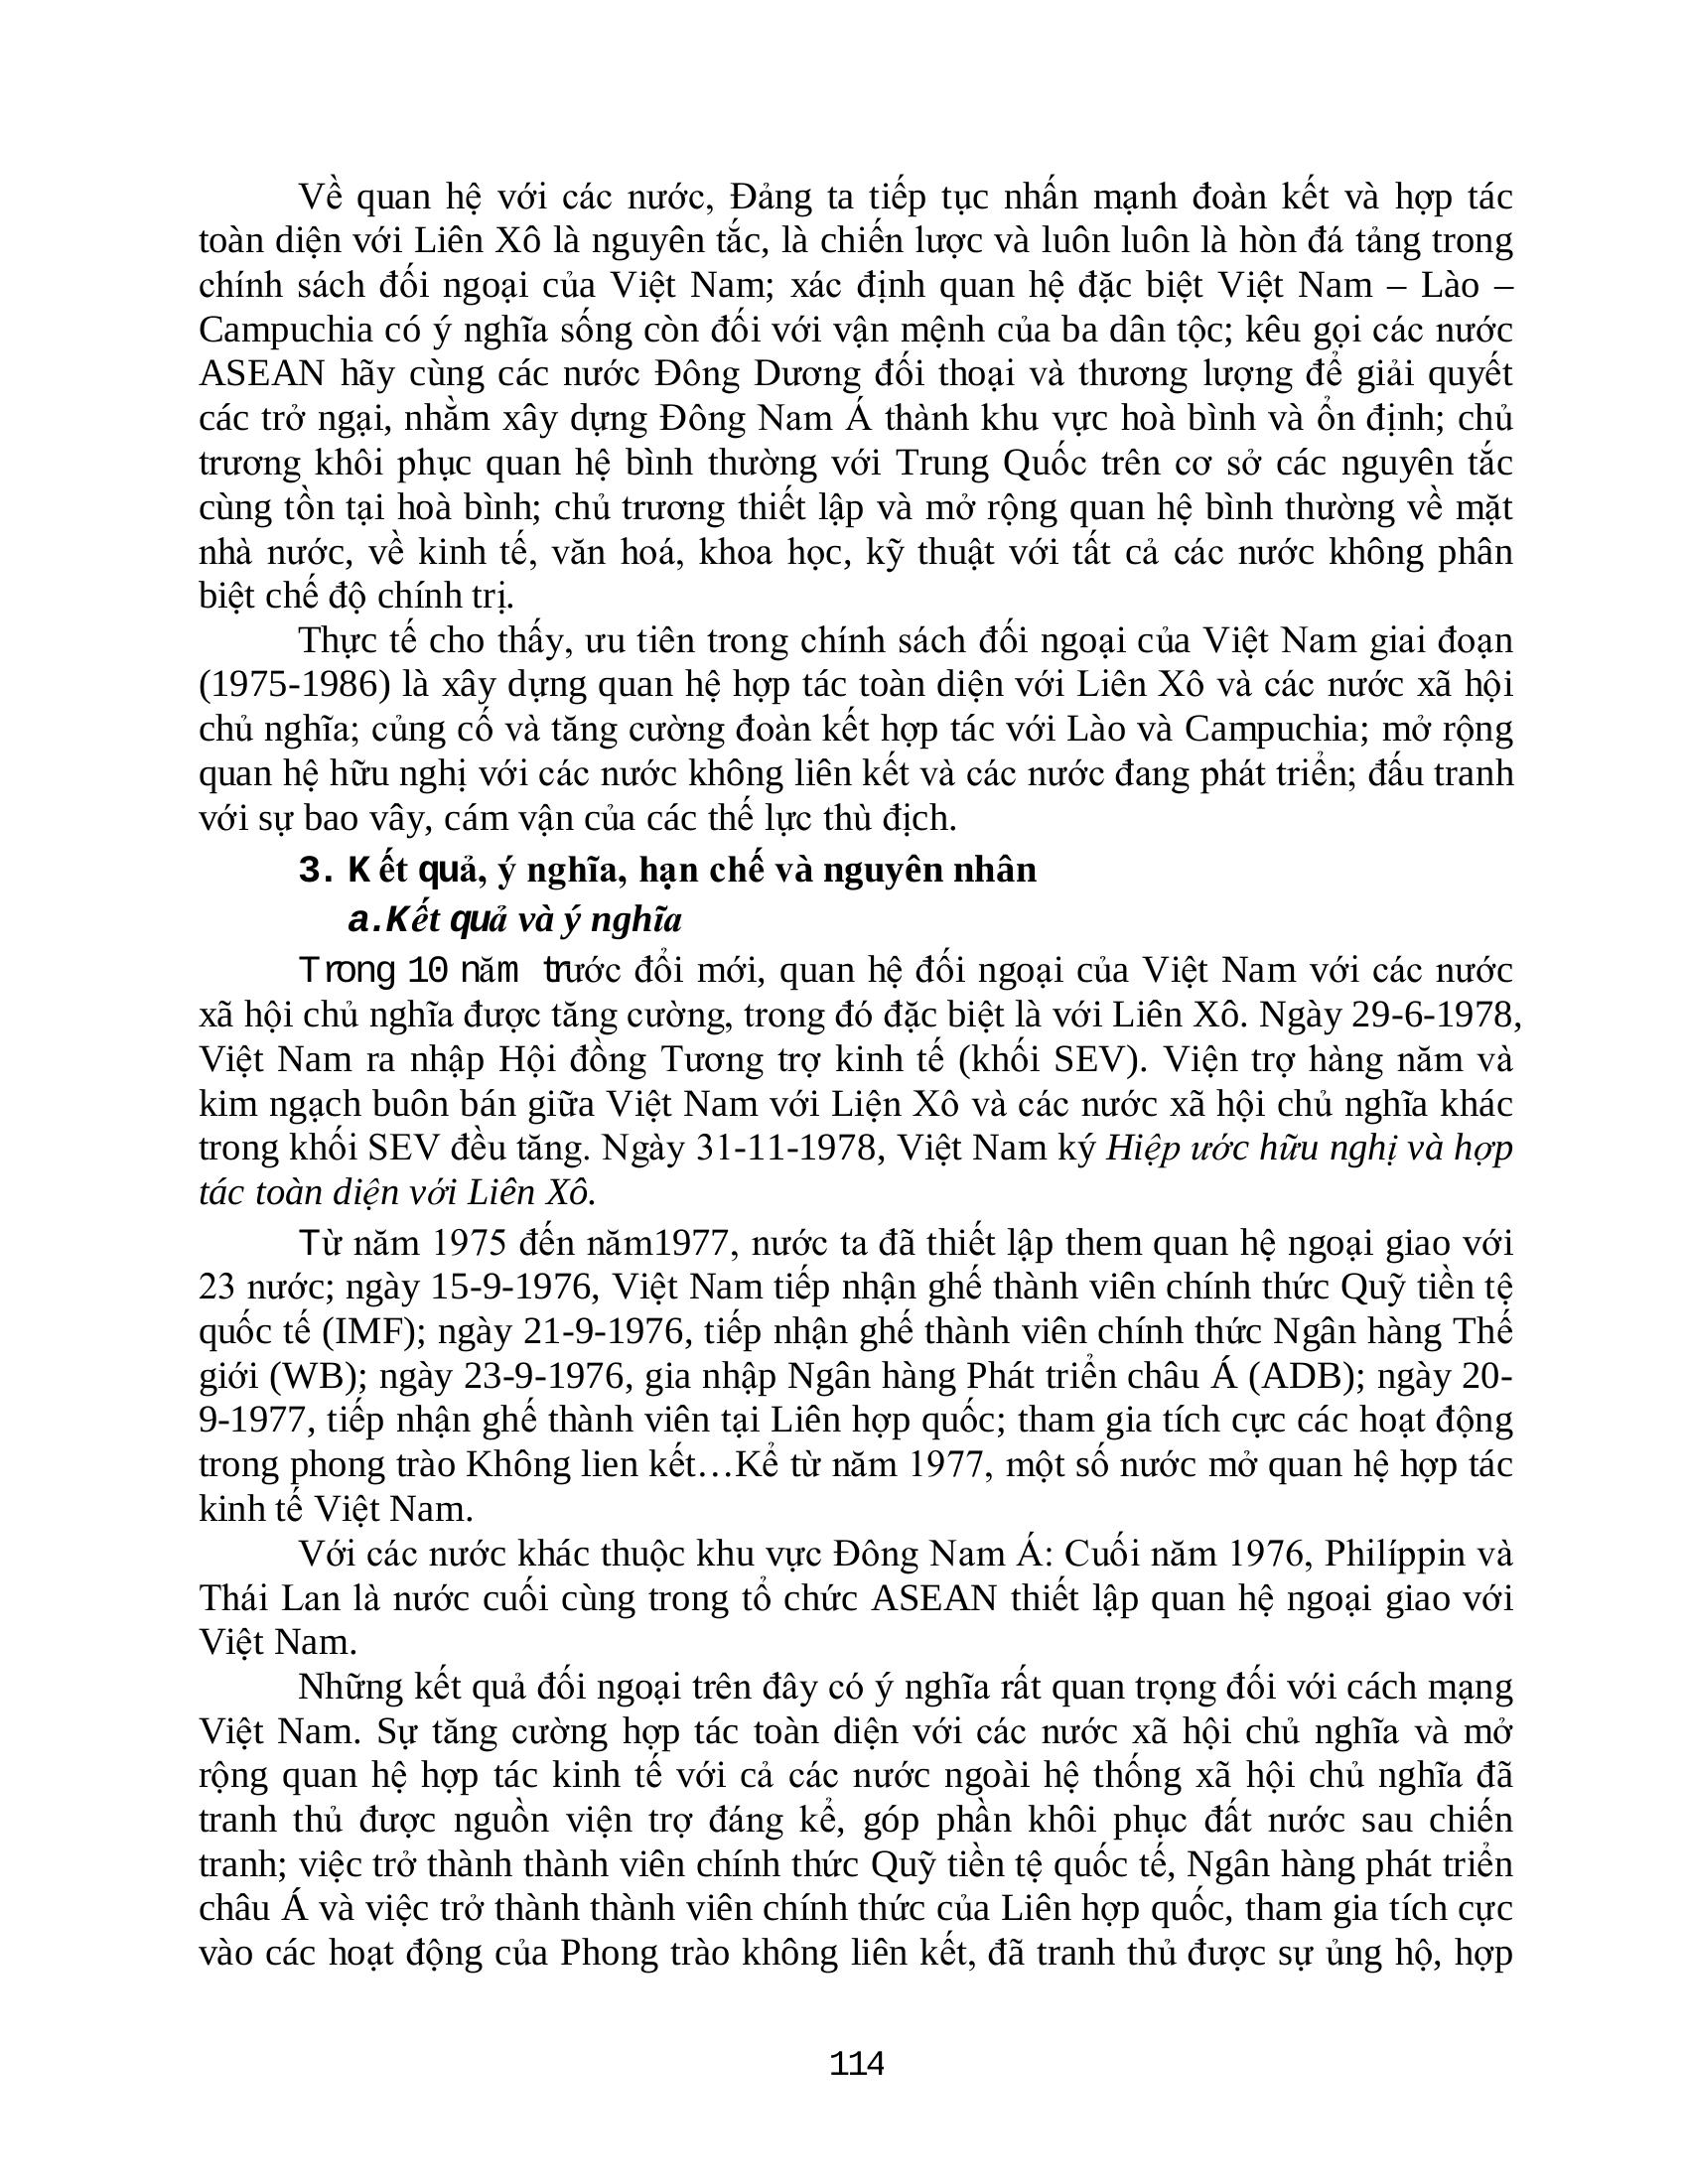 Về quan hệ với các nước, Đảng ta tiếp tục nhấn mạnh đoàn kết và hợp tác
toàn diện với Liên Xô là nguyên tắc, là chiến lược và luôn luôn là hòn đá tảng trong
chính sách đối ngoại của Việt Nam; xác định quan hệ đặc biệt Việt Nam – Lào –
Campuchia có ý nghĩa sống còn đối với vận mệnh của ba dân tộc; kêu gọi các nước
ASEAN hãy cùng các nước Đông Dương đối thoại và thương lượng để giải quyết
các trở ngại, nhằm xây dựng Đông Nam Á thành khu vực hoà bình và ổn định; chủ
trương khôi phục quan hệ bình thường với Trung Quốc trên cơ sở các nguyên tắc
cùng tồn tại hoà bình; chủ trương thiết lập và mở rộng quan hệ bình thường về mặt
nhà nước, về kinh tế, văn hoá, khoa học, kỹ thuật với tất cả các nước không phân
biệt chế độ chính trị.
Thực tế cho thấy, ưu tiên trong chính sách đối ngoại của Việt Nam giai đoạn
(1975-1986) là xây dựng quan hệ hợp tác toàn diện với Liên Xô và các nước xã hội
chủ nghĩa; củng cố và tăng cường đoàn kết hợp tác với Lào và Campuchia; mở rộng
quan hệ hữu nghị với các nước không liên kết và các nước đang phát triển; đấu tranh
với sự bao vây, cám vận của các thế lực thù địch.
3. Kết quả, ý nghĩa, hạn chế và nguyên nhân
a.Kết quả và ý nghĩa
Trong 10 năm trước đổi mới, quan hệ đối ngoại của Việt Nam với các nước
xã hội chủ nghĩa được tăng cường, trong đó đặc biệt là với Liên Xô. Ngày 29-6-1978,
Việt Nam ra nhập Hội đồng Tương trợ kinh tế (khối SEV). Viện trợ hàng năm và
kim ngạch buôn bán giữa Việt Nam với Liện Xô và các nước xã hội chủ nghĩa khác
trong khối SEV đều tăng. Ngày 31-11-1978, Việt Nam ký Hiệp ước hữu nghị và hợp
tác toàn diện với Liên Xô.
Từ năm 1975 đến năm1977, nước ta đã thiết lập them quan hệ ngoại giao với
23 nước; ngày 15-9-1976, Việt Nam tiếp nhận ghế thành viên chính thức Quỹ tiền tệ
quốc tế (IMF); ngày 21-9-1976, tiếp nhận ghế thành viên chính thức Ngân hàng Thế
giới (WB); ngày 23-9-1976, gia nhập Ngân hàng Phát triển châu Á (ADB); ngày 20-
9-1977, tiếp nhận ghế thành viên tại Liên hợp quốc; tham gia tích cực các hoạt động
trong phong trào Không lien kết…Kể từ năm 1977, một số nước mở quan hệ hợp tác
kinh tế Việt Nam.
Với các nước khác thuộc khu vực Đông Nam Á: Cuối năm 1976, Philíppin và
Thái Lan là nước cuối cùng trong tổ chức ASEAN thiết lập quan hệ ngoại giao với
Việt Nam.
Những kết quả đối ngoại trên đây có ý nghĩa rất quan trọng đối với cách mạng
Việt Nam. Sự tăng cường hợp tác toàn diện với các nước xã hội chủ nghĩa và mở
rộng quan hệ hợp tác kinh tế với cả các nước ngoài hệ thống xã hội chủ nghĩa đã
tranh thủ được nguồn viện trợ đáng kể, góp phần khôi phục đất nước sau chiến
tranh; việc trở thành thành viên chính thức Quỹ tiền tệ quốc tế, Ngân hàng phát triển
châu Á và việc trở thành thành viên chính thức của Liên hợp quốc, tham gia tích cực
vào các hoạt động của Phong trào không liên kết, đã tranh thủ được sự ủng hộ, hợp
114